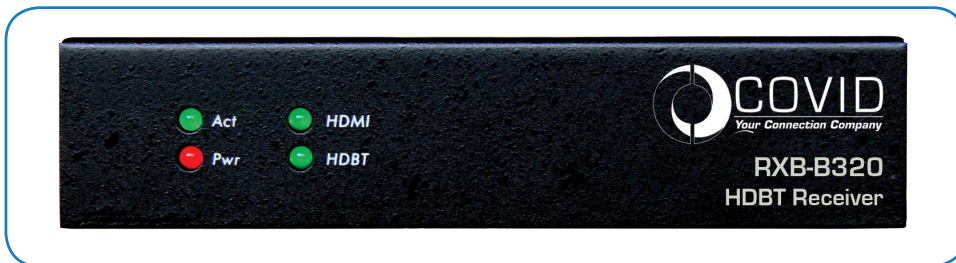 Act
HDMI
Pwr
HDBT
COVID
Your Connection Company
RXB-B320
HDBT Receiver